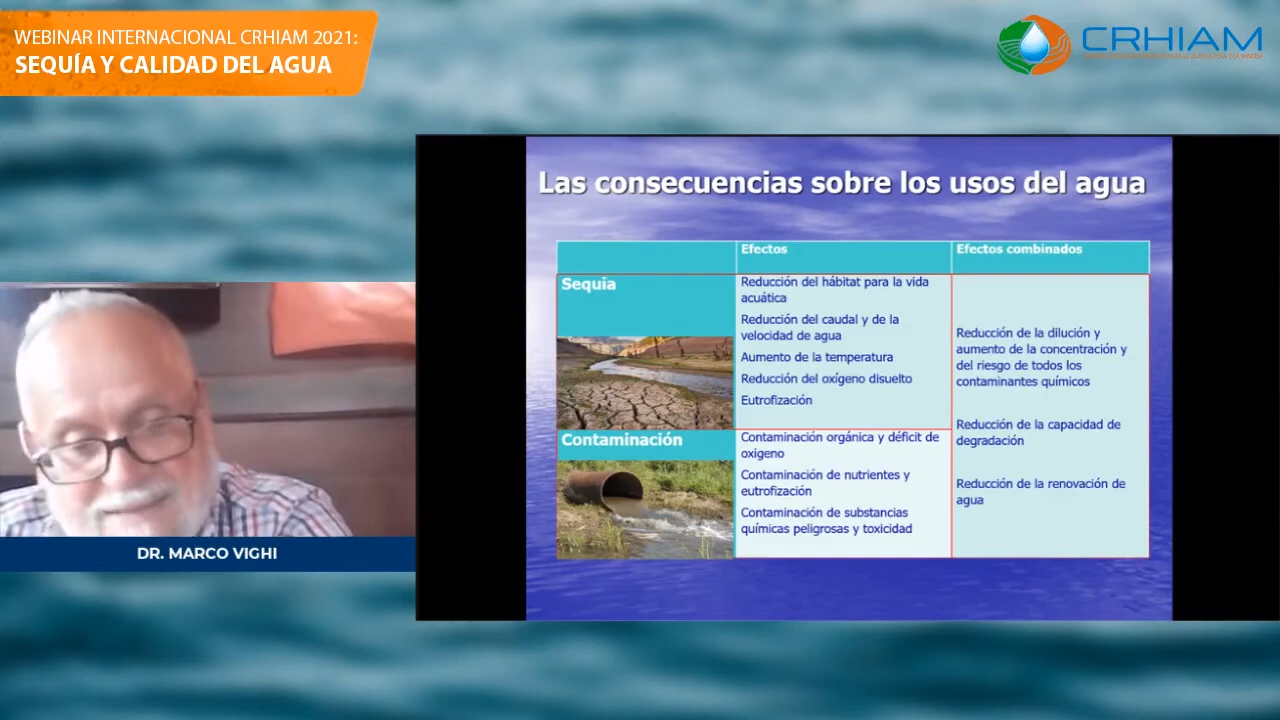 WEBINAR INTERNACIONAL CRHIAM 2021:
SEQUÍA Y CALIDAD DEL AGUA
CRHIAM
Las consecuencias sobre los usos del agua
Efectos
Efectos combinados
Sequia
Reducción del hábitat para la vida
acuática
Reducción del caudal y de la
velocidad de agua
Aumento de la temperatura
Reducción del oxígeno disuelto
Eutrofización
Contaminación
Contaminación orgánica y déficit de
oxigeno
Contaminación de nutrientes y
eutrofización
Contaminación de substancias
químicas peligrosas y toxicidad
Reducción de la dilución y
aumento de la concentración y
del riesgo de todos los
contaminantes químicos
Reducción de la capacidad de
degradación
Reducción de la renovación de
agua
DR. MARCO VIGHI